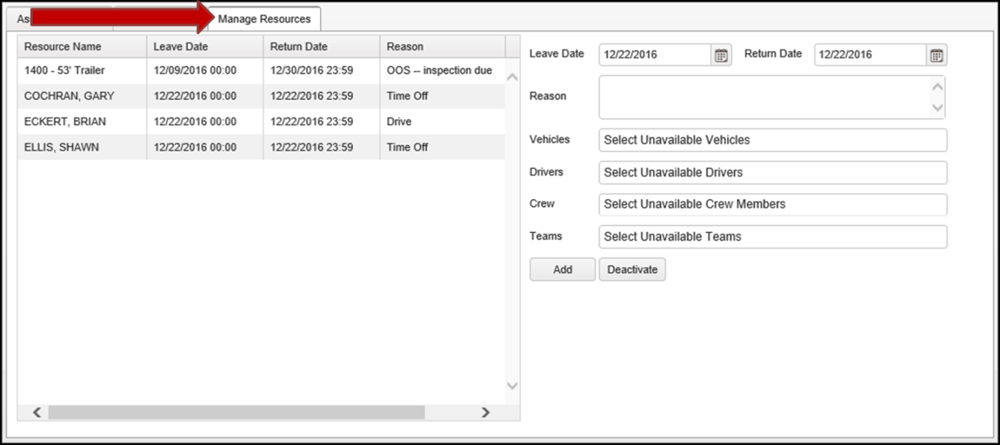 Manage Resources
Resource Name Leave Date Return Date Reason
1400 - 53' Trailer 12/09/2016 00:00 12/30/2016 23:59 OOS -- inspection due
COCHRAN, GARY 12/22/2016 00:00 12/22/2016 23:59 Time Off
ECKERT, BRIAN 12/22/2016 00:00 12/22/2016 23:59 Drive
ELLIS, SHAWN 12/22/2016 00:00 12/22/2016 23:59 Time Off
Leave Date 12/22/2016 Return Date 12/22/2016
Reason
Vehicles Select Unavailable Vehicles
Drivers Select Unavailable Drivers
Crew Select Unavailable Crew Members
Teams Select Unavailable Teams
Add Deactivate